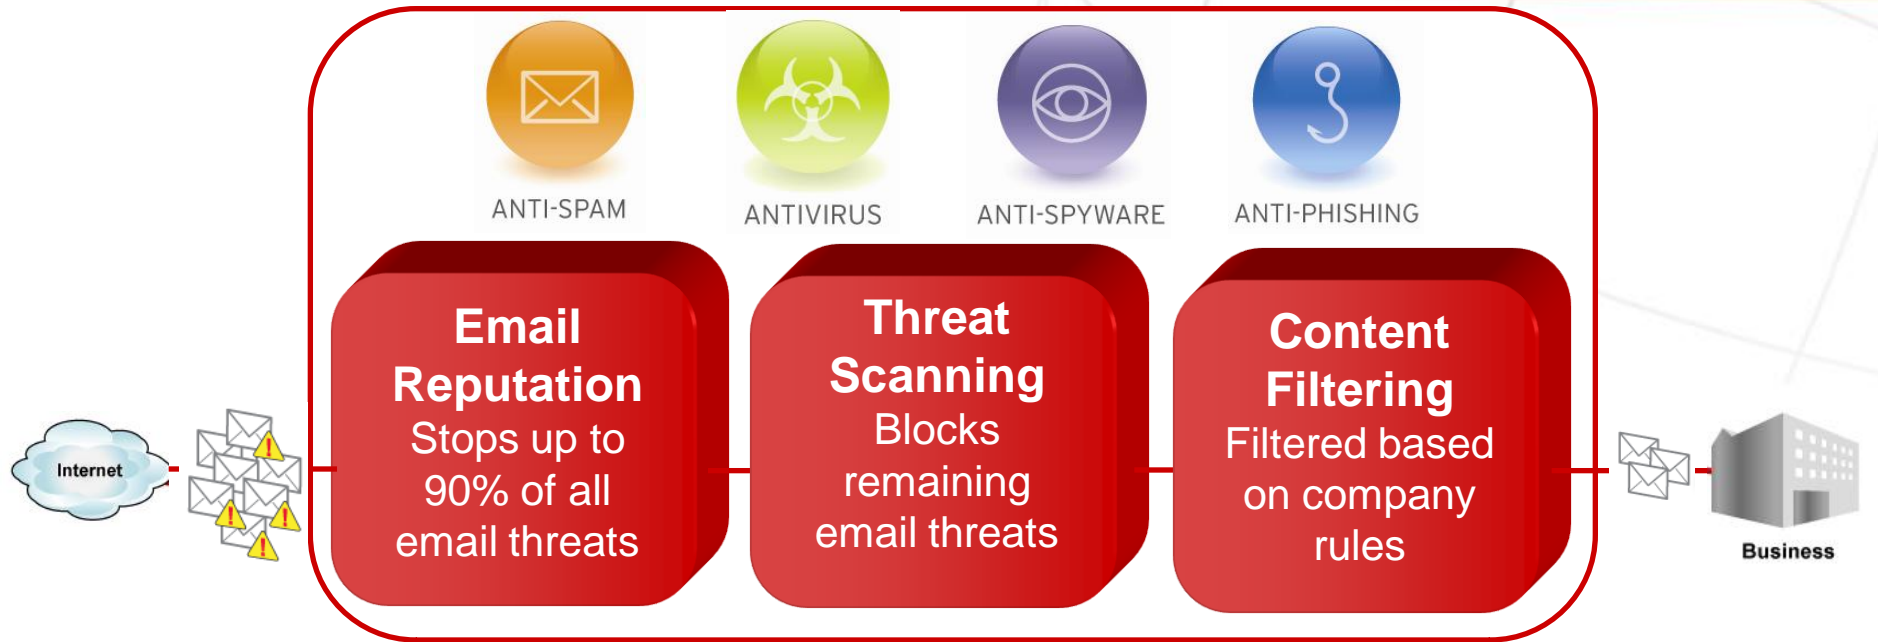 ANTI-SPAM
ANTIVIRUS
ANTI-SPYWARE
ANTI-PHISHING
Internet
Email
Reputation
Stops up to
90% of all
email threats
Threat
Scanning
Blocks
remaining
email threats
Content
Filtering
Filtered based
on company
rules
Business